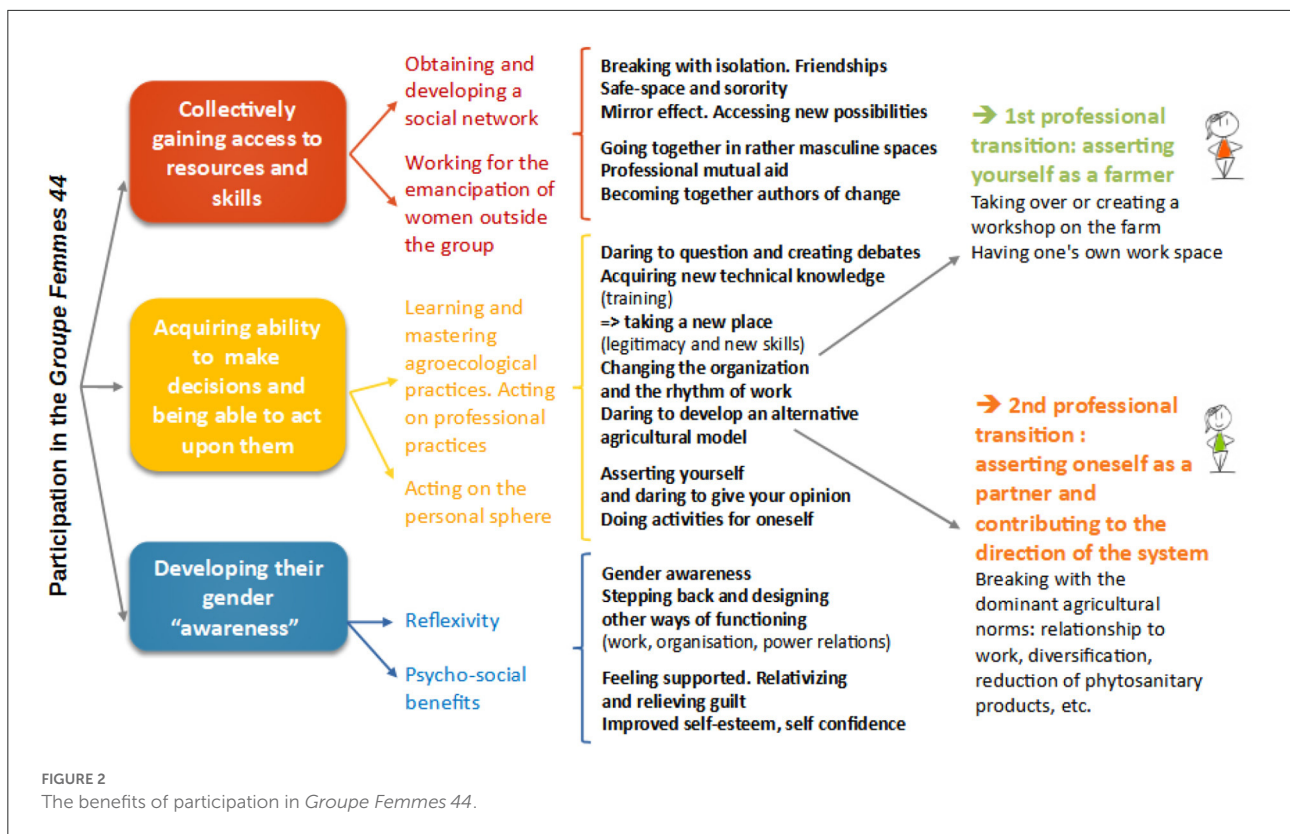 Participation in the Groupe Femmes 44
Collectively
gaining access to
resources and
skills
Obtaining and
developing a
social network
Working for the
emancipation of
women outside
the group
Breaking with isolation. Friendships
Safe-space and sorority
Mirror effect. Accessing new possibilities
Going together in rather masculine spaces
Professional mutual aid
Becoming together authors of change
Acquiring ability
to make
decisions and
being able to act
upon them
Learning and
mastering
agroecological
practices. Acting
on professional
practices
Acting on the
personal sphere
Daring to question and creating debates
Acquiring new technical knowledge
(training)
=> taking a new place
(legitimacy and new skills)
Changing the organization
and the rhythm of work
Daring to develop an alternative
agricultural model
Asserting yourself
and daring to give your opinion
Doing activities for oneself
Developing their
gender
“awareness”
Reflexivity
Psycho-social
benefits
Gender awareness
Stepping back and designing
other ways of functioning
(work, organisation, power relations)
Feeling supported. Relativizing
and relieving guilt
Improved self-esteem, self confidence
➔ 1st professional
transition: asserting
yourself as a farmer
Taking over or creating a
workshop on the farm
Having one's own work space
➔ 2nd professional
transition :
asserting oneself as a
partner and
contributing to the
direction of the system
Breaking with the
dominant agricultural
norms: relationship to
work, diversification,
reduction of phytosanitary
products, etc.
FIGURE 2
The benefits of participation in Groupe Femmes 44.